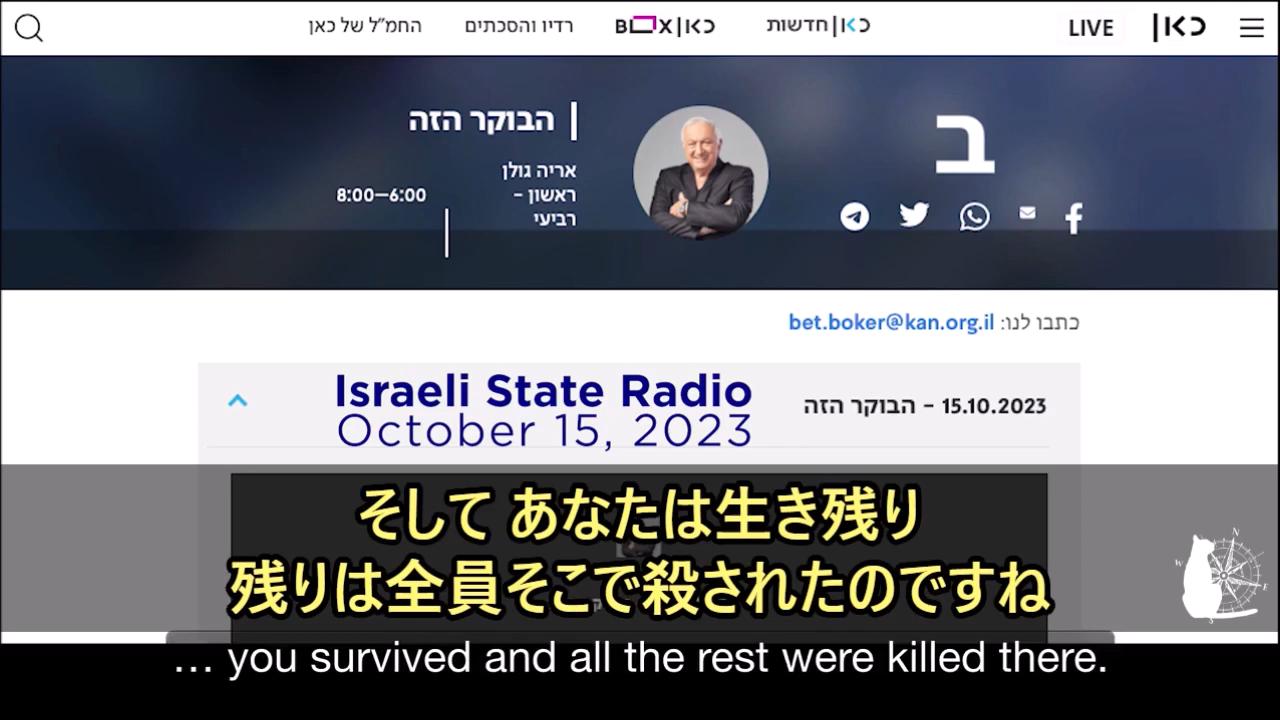 החמ"ל של כאן רדיו והסכתים BOX|כאן כאן|חדשות LIVE כאן|
ב
הבוקר הזה
אריה גולן
ראשון –
רביעי
8:00—6:00
כתבו לנו: bet.boker@kan.org.il
15.10.2023 – הבוקר הזה
Israeli State Radio
October 15, 2023
そして あなたは生き残り
残りは全員そこで殺されたのですね
... you survived and all the rest were killed there.
N
W
E
S